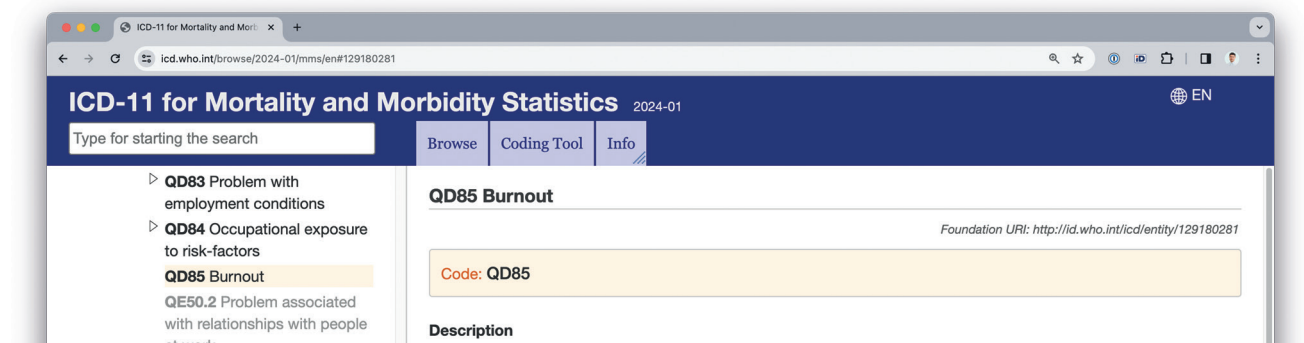 ICD-11 for Mortality and Morb
icd.who.int/browse/2024-01/mms/en#129180281
ICD-11 for Mortality and Morbidity Statistics 2024-01
EN
Type for starting the search
Browse
Coding Tool
Info
QD83 Problem with
employment conditions
QD84 Occupational exposure
to risk-factors
QD85 Burnout
QE50.2 Problem associated
with relationships with people
QD85 Burnout
Foundation URI: http://id.who.int/icd/entity/129180281
Code: QD85
Description